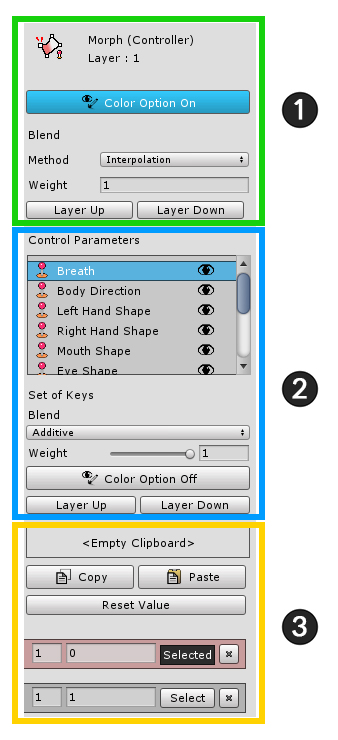 Morph (Controller)
Layer : 1
Color Option On
1
Blend
Method Interpolation
Weight 1
Layer Up Layer Down
Control Parameters
Breath
Body Direction
Left Hand Shape
Right Hand Shape
Mouth Shape
Eye Shape
2
Set of Keys
Blend
Additive
Weight 1
Color Option Off
Layer Up Layer Down
<Empty Clipboard>
Copy Paste
Reset Value
3
1 0 Selected ×
1 1 Select ×